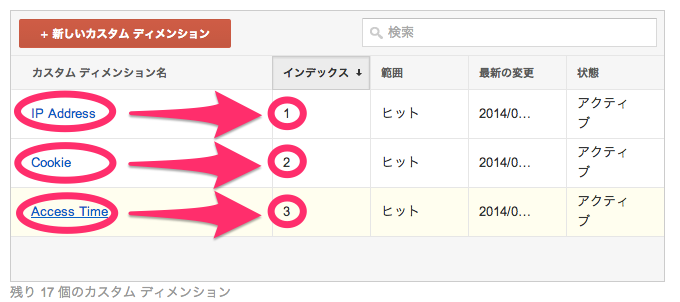 + 新しいカスタム ディメンション
検索
カスタム ディメンション名 インデックス ↓ 範囲 最新の変更 状態
IP Address 1 ヒット 2014/0... アクティブ
Cookie 2 ヒット 2014/0... アクティブ
Access Time 3 ヒット 2014/0... アクティブ
残り 17 個のカスタム ディメンション